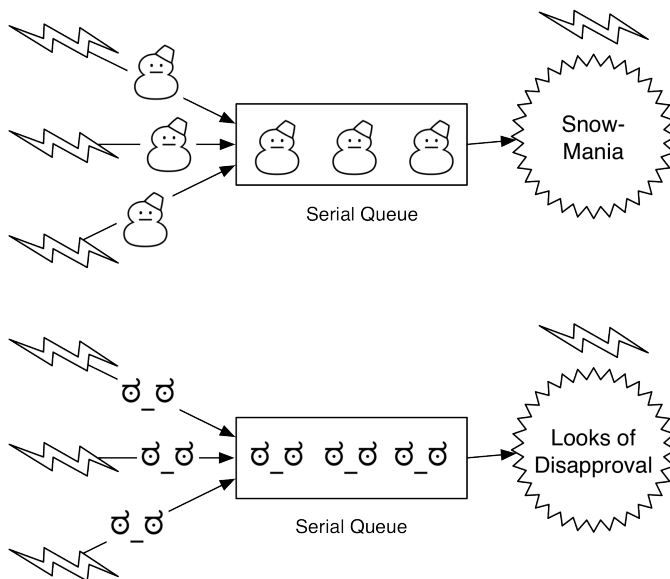 Snow-
Mania
Serial Queue
ಠ_ಠ
ಠ_ಠ
ಠ_ಠ ಠ_ಠ ಠ_ಠ
ಠ_ಠ
Looks of
Disapproval
Serial Queue